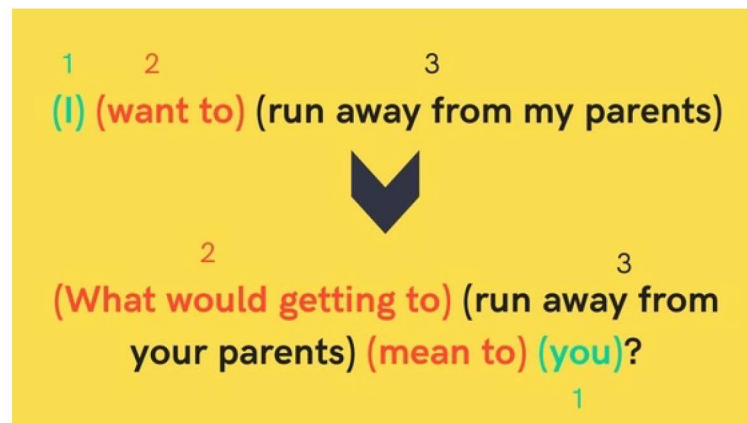 1 2 3
(I) (want to) (run away from my parents)
2 3
(What would getting to) (run away from
your parents) (mean to) (you)?
1